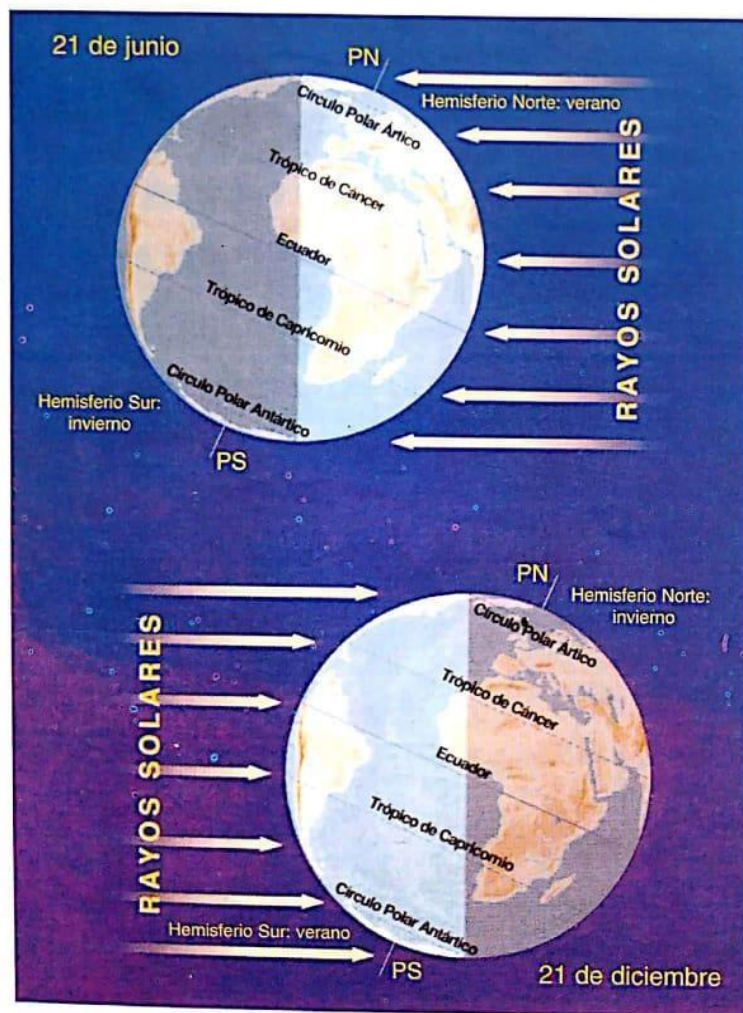 21 de junio
PN
Hemisferio Norte: verano
Círculo Polar Ártico
Trópico de Cáncer
Ecuador
Trópico de Capricornio
Círculo Polar Antártico
RAYOS SOLARES
Hemisferio Sur:
invierno
PS
PN
Hemisferio Norte:
invierno
Círculo Polar Ártico
Trópico de Cáncer
Ecuador
Trópico de Capricornio
Círculo Polar Antártico
RAYOS SOLARES
Hemisferio Sur: verano
PS
21 de diciembre